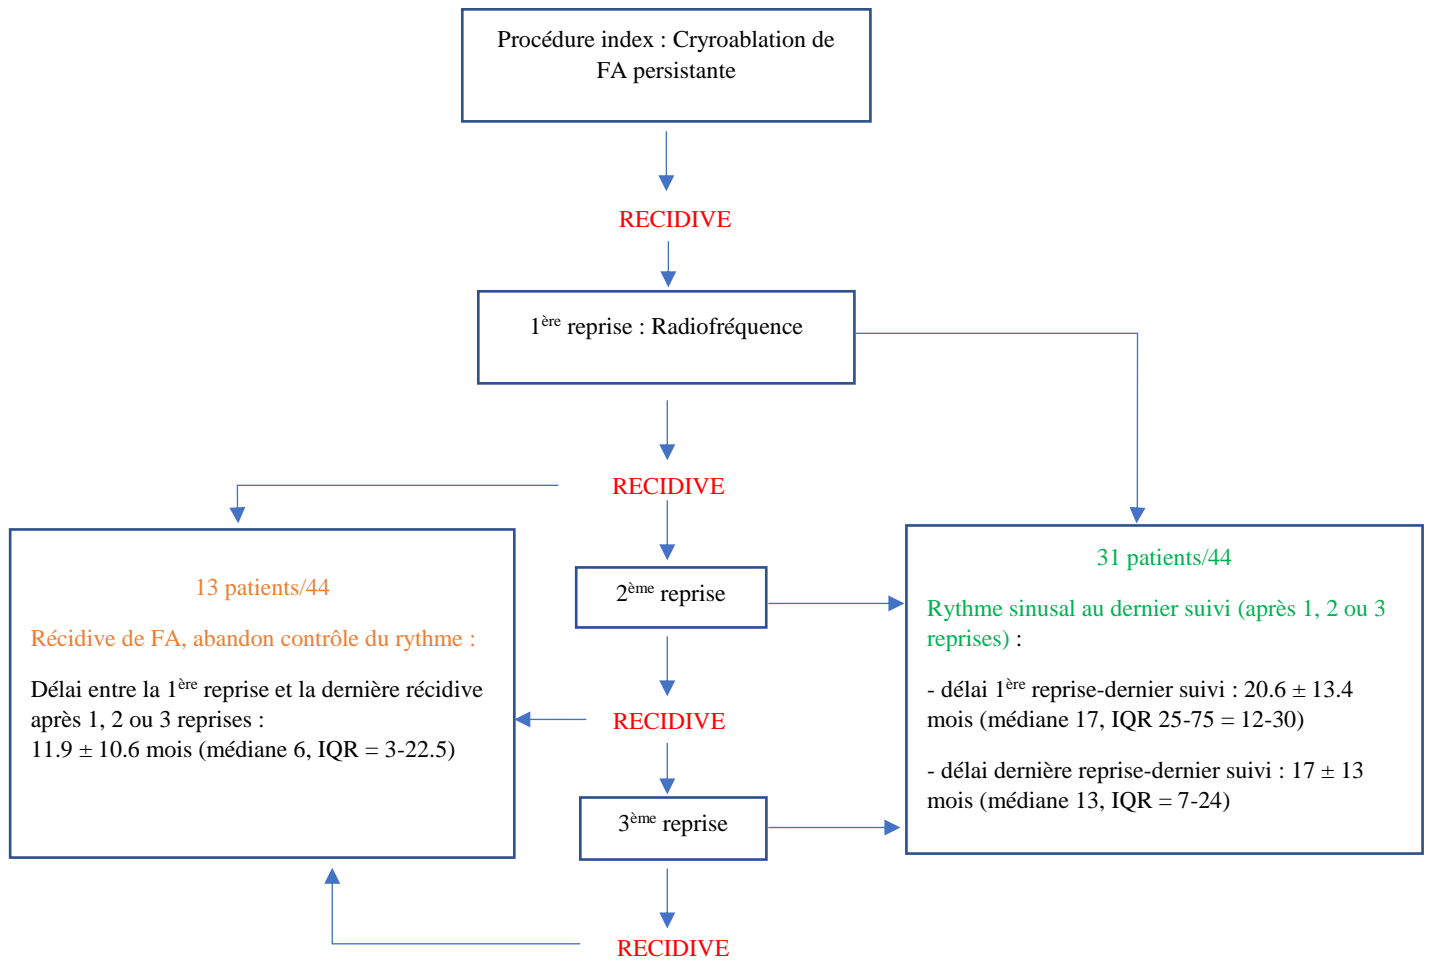 Procédure index : Cryroablation de
FA persistante
RECIDIVE
1ère reprise : Radiofréquence
RECIDIVE
13 patients/44
Récidive de FA, abandon contrôle du rythme :
Délai entre la 1ère reprise et la dernière récidive
après 1, 2 ou 3 reprises :
11.9 ± 10.6 mois (médiane 6, IQR = 3-22.5)
2ème reprise
31 patients/44
Rythme sinusal au dernier suivi (après 1, 2 ou 3
reprises) :
- délai 1ère reprise-dernier suivi : 20.6 ± 13.4
mois (médiane 17, IQR 25-75 = 12-30)
- délai dernière reprise-dernier suivi : 17 ± 13
mois (médiane 13, IQR = 7-24)
RECIDIVE
3ème reprise
RECIDIVE